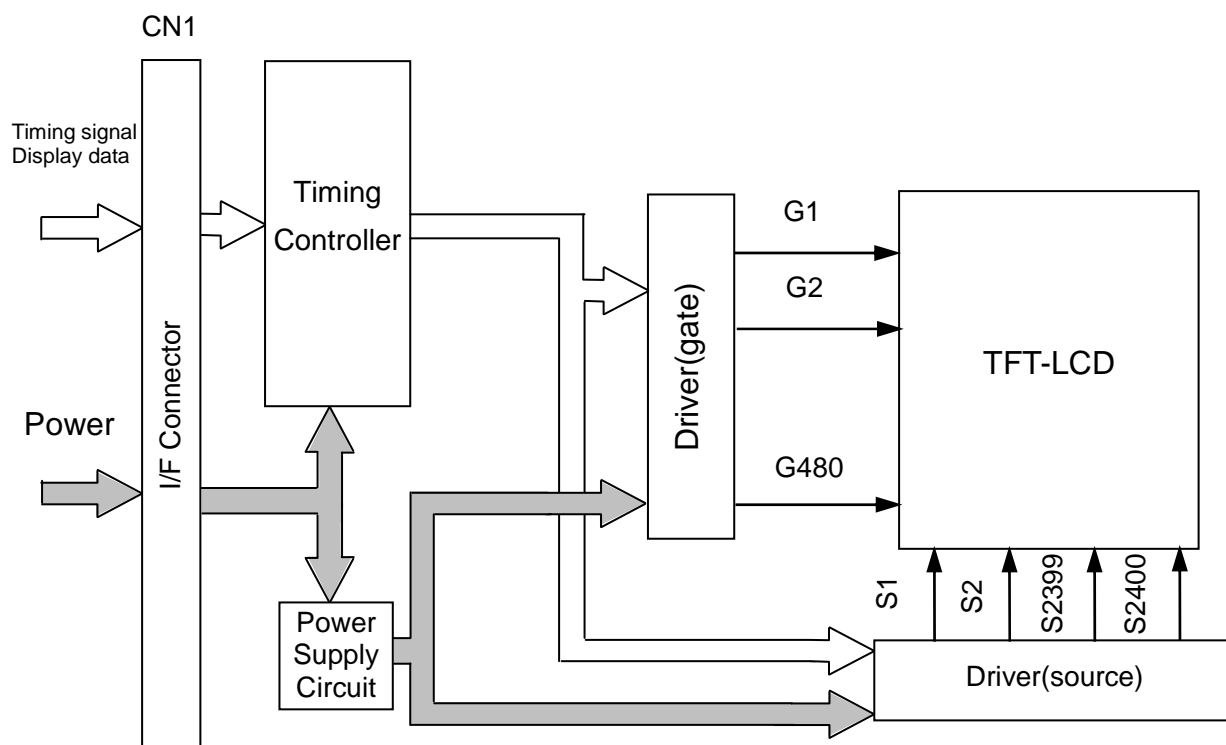 CN1
Timing signal
Display data
Power
I/F Connector
Timing
Controller
Power
Supply
Circuit
Driver(gate)
G1
G2
G480
TFT-LCD
S1
S2
S2399
S2400
Driver(source)